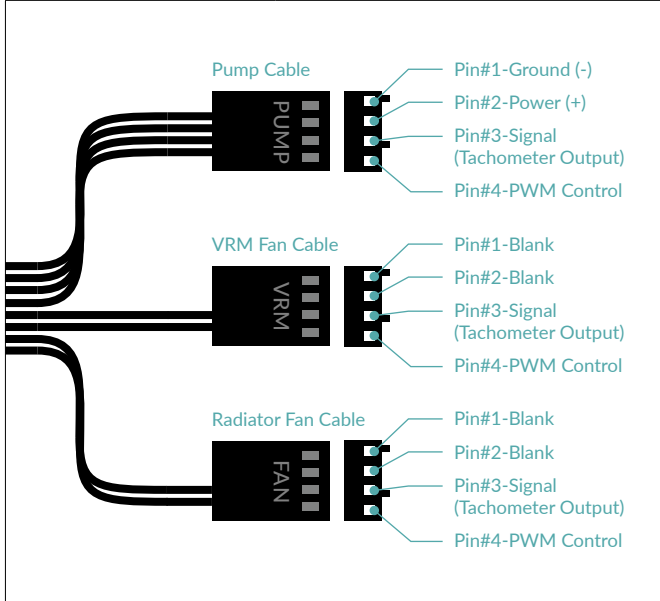 Pump Cable
PUMP
Pin#1-Ground (-)
Pin#2-Power (+)
Pin#3-Signal
(Tachometer Output)
Pin#4-PWM Control
VRM Fan Cable
VRM
Pin#1-Blank
Pin#2-Blank
Pin#3-Signal
(Tachometer Output)
Pin#4-PWM Control
Radiator Fan Cable
FAN
Pin#1-Blank
Pin#2-Blank
Pin#3-Signal
(Tachometer Output)
Pin#4-PWM Control